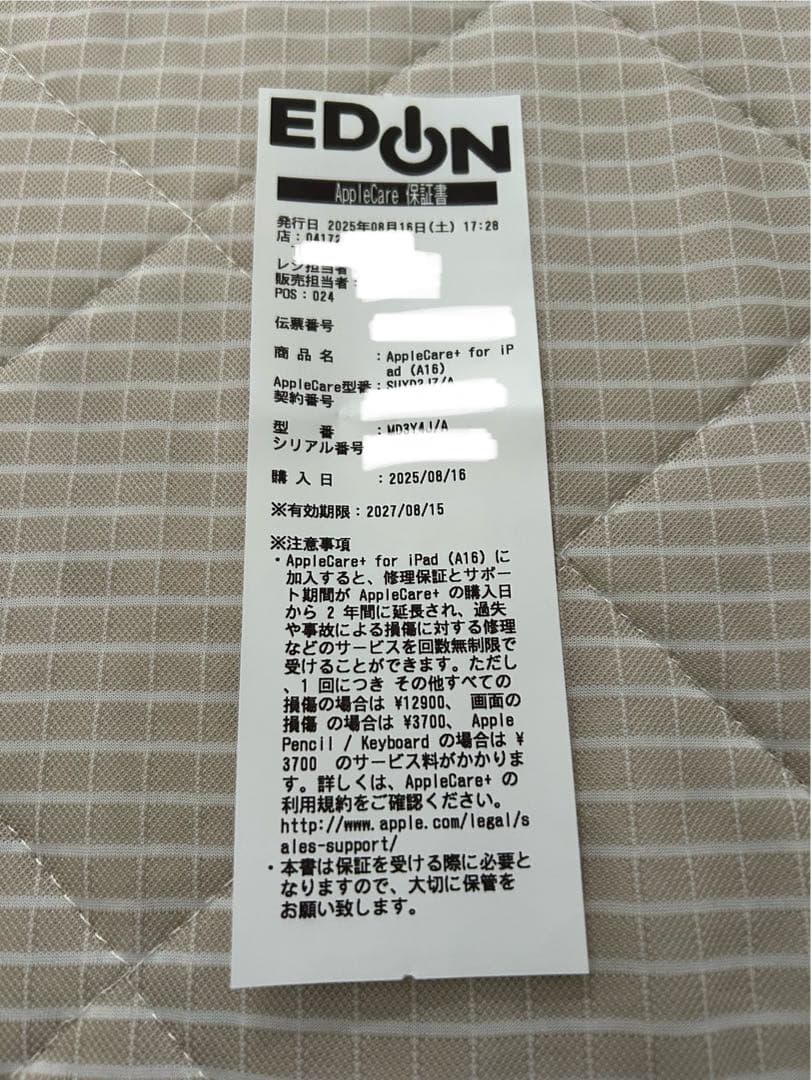 EDION
AppleCare 保証書
発行日 2025年08月16日(土) 17:28
店:04172
レジ担当者
販売担当者:
POS:024
伝票番号
商品名 :AppleCare+ for iP
ad (A16)
AppleCare型番:
契約番号
型 番 :MD3Y4J/A
シリアル番号
購入日 :2025/08/16
※有効期限:2027/08/15
※注意事項
・AppleCare+ for iPad (A16) に
加入すると、修理保証とサポー
ト期間が AppleCare+ の購入日
から 2 年間に延長され、過失
や事故による損傷に対する修理
などのサービスを回数無制限で
受けることができます。ただし
、1 回につき その他すべての
損傷の場合は ¥12900、 画面の
損傷 の場合は ¥3700、 Apple
Pencil / Keyboard の場合は ¥
3700 のサービス料がかかりま
す。詳しくは、AppleCare+ の
利用規約をご確認ください。
http://www.apple.com/legal/s
ales-support/
・本書は保証を受ける際に必要と
なりますので、大切に保管を
お願い致します。